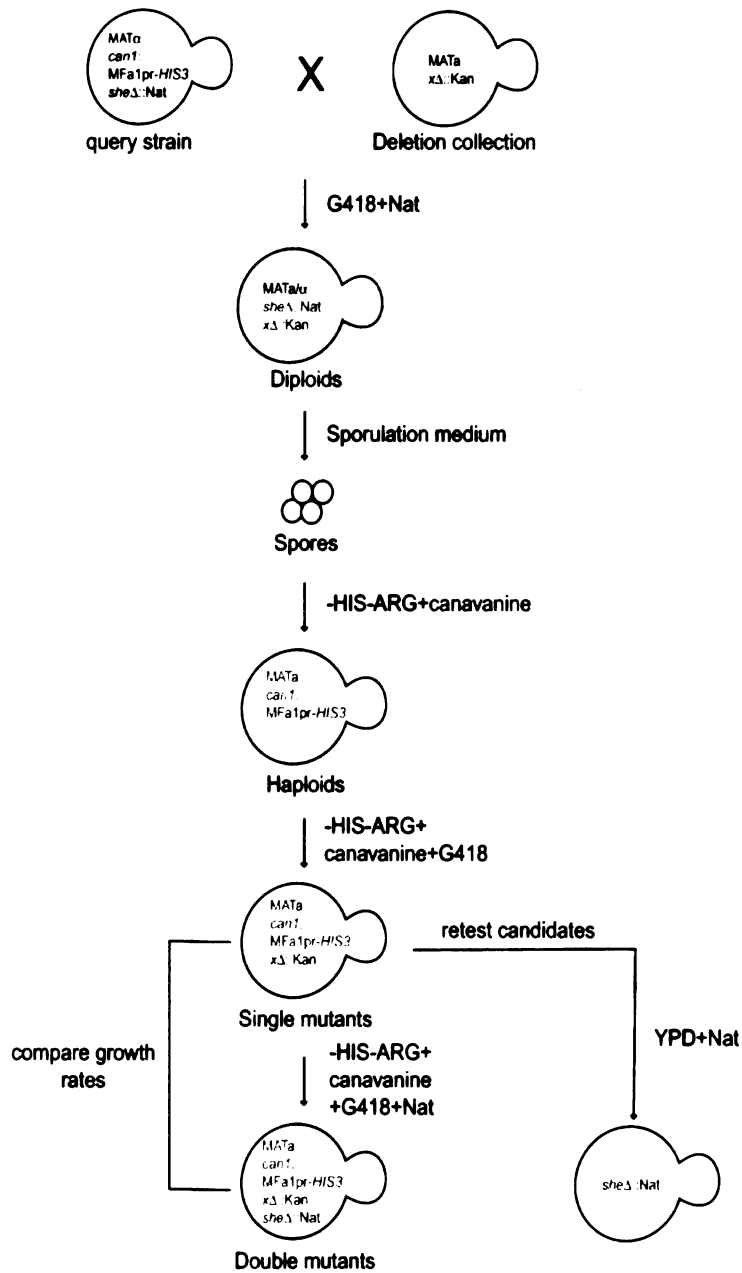 MATα
can1:
MFa1pr-HIS3
sheΔ::Nat
query strain
X
MATa
xΔ::Kan
Deletion collection
G418+Nat
MATa/α
sheΔ::Nat
xΔ::Kan
Diploids
Sporulation medium
Spores
-HIS-ARG+canavanine
MATa
can1:
MFa1pr-HIS3
Haploids
-HIS-ARG+
canavanine+G418
MATa
can1:
MFa1pr-HIS3
xΔ::Kan
Single mutants
retest candidates
YPD+Nat
compare growth
rates
-HIS-ARG+
canavanine
+G418+Nat
MATa
can1:
MFa1pr-HIS3
xΔ::Kan
sheΔ::Nat
Double mutants
sheΔ::Nat